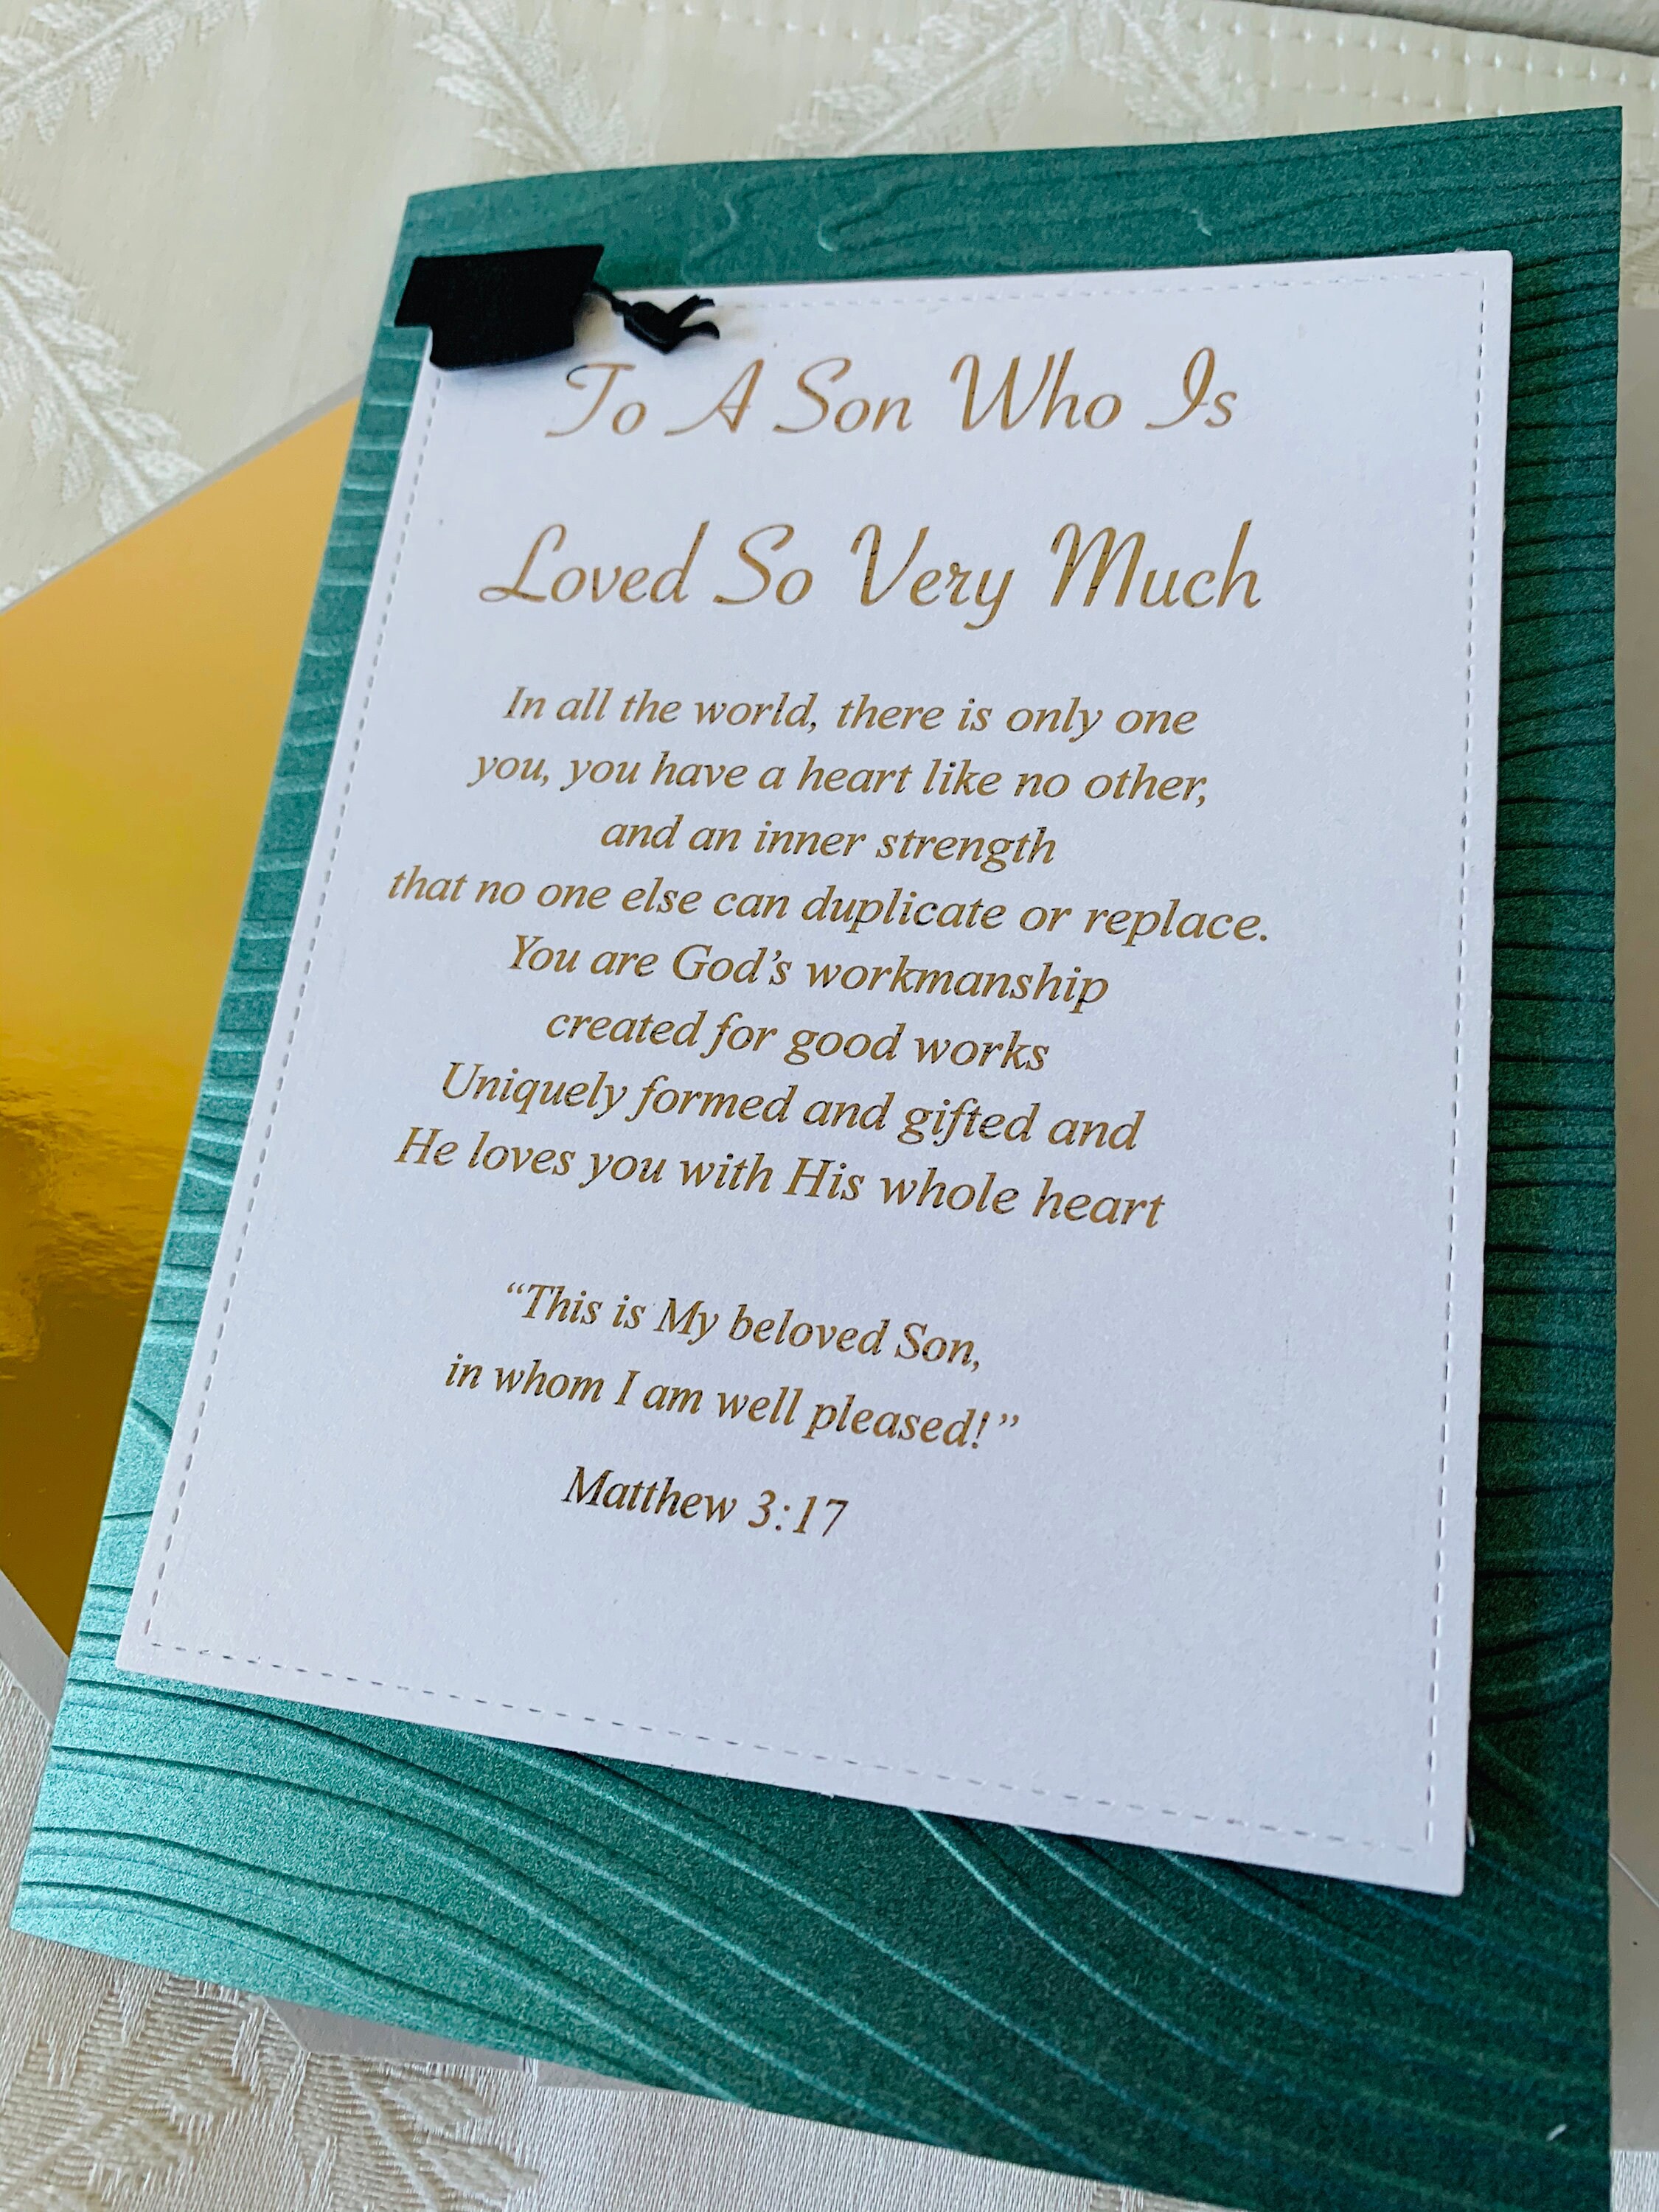 To A Son Who Is
Loved So Very Much
In all the world, there is only one
you, you have a heart like no other,
and an inner strength
that no one else can duplicate or replace.
You are God’s workmanship
created for good works
Uniquely formed and gifted and
He loves you with His whole heart
“This is My beloved Son,
in whom I am well pleased!”
Matthew 3:17